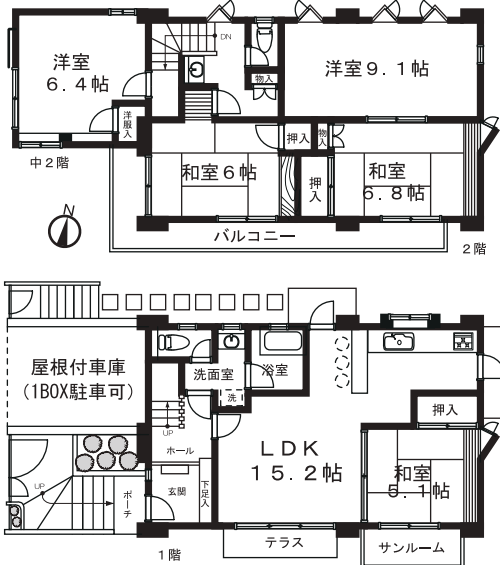 洋室
6.4帖
DN
物入
洋室9.1帖
洋服入
中2階
和室6帖
押入
物入
押入
和室
6.8帖
バルコニー
2階
N
屋根付車庫
(1BOX駐車可)
洗面室
洗
浴室
UP
ホール
LDK
15.2帖
押入
和室
5.1帖
UP
ポーチ
玄関
下足入
1階
テラス
サンルーム